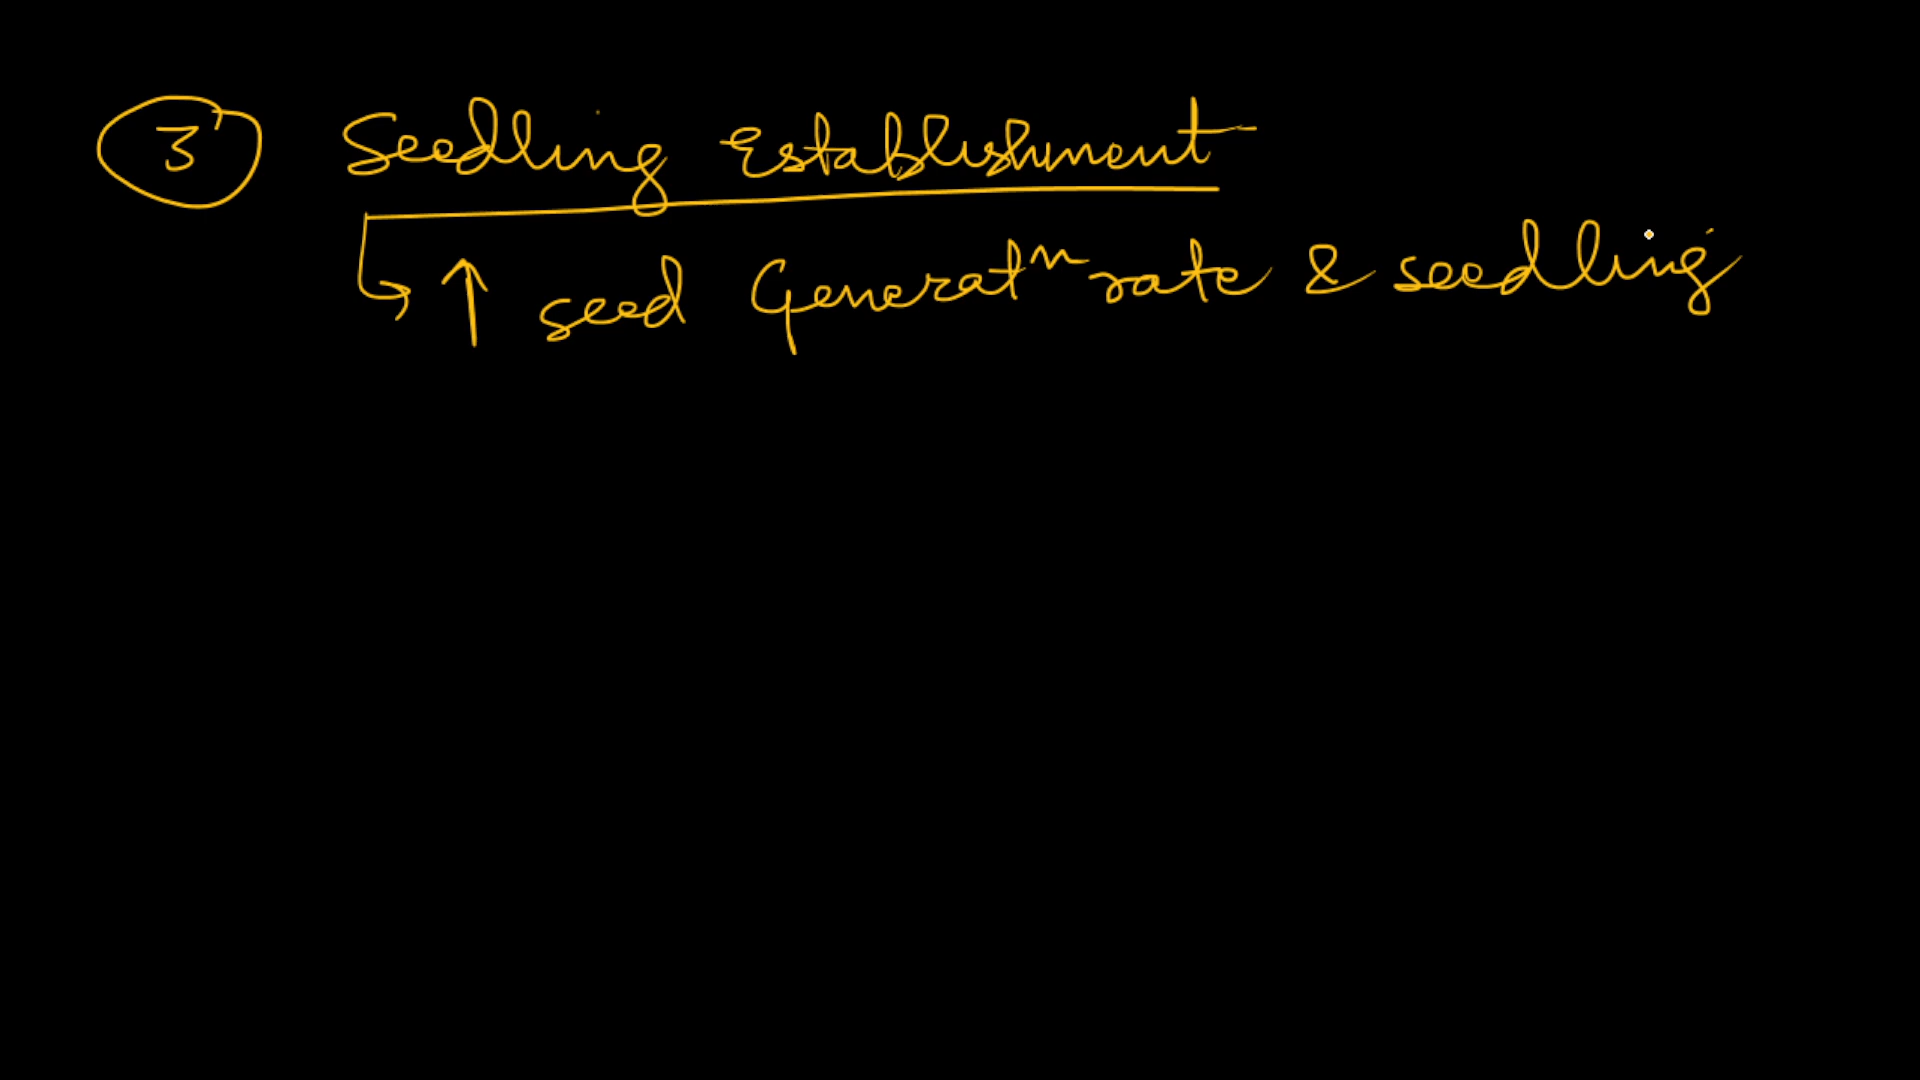 3 Seedling Establishment
↳ ↑ seed Generatⁿ rate & seedling